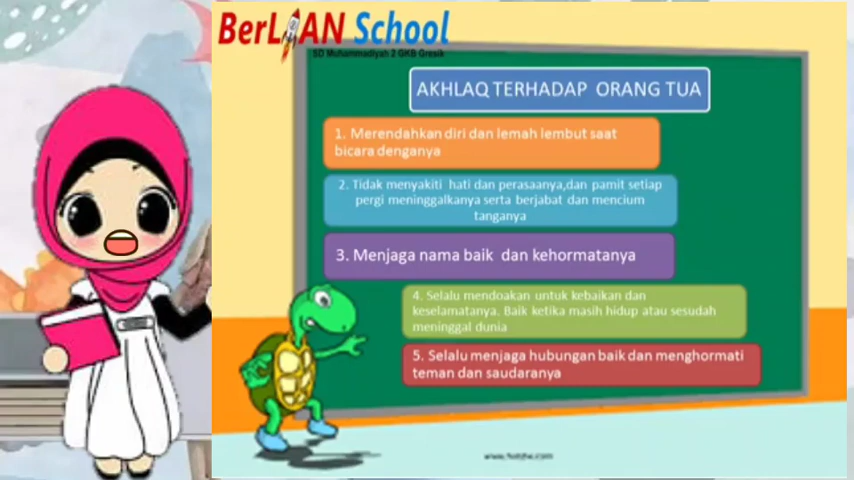 BerLIAN School
SD Muhammadiyah 2 GKB Gresik
AKHLAQ TERHADAP ORANG TUA
1. Merendahkan diri dan lemah lembut saat
bicara denganya
2. Tidak menyakiti hati dan perasaanya,dan pamit setiap
pergi meninggalkanya serta berjabat dan mencium
tanganya
3. Menjaga nama baik dan kehormatanya
4. Selalu mendoakan untuk kebaikan dan
keselamatanya. Baik ketika masih hidup atau sesudah
meninggal dunia
5. Selalu menjaga hubungan baik dan menghormati
teman dan saudaranya